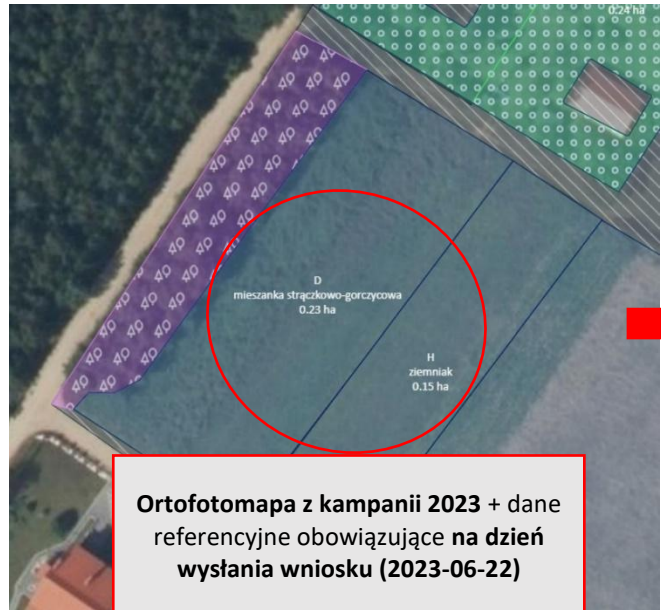 0.24 ha
D
mieszanka strączkowo-gorczycowa
0.23 ha
H
ziemniak
0.15 ha
Ortofotomapa z kampanii 2023 + dane
referencyjne obowiązujące na dzień
wysłania wniosku (2023-06-22)